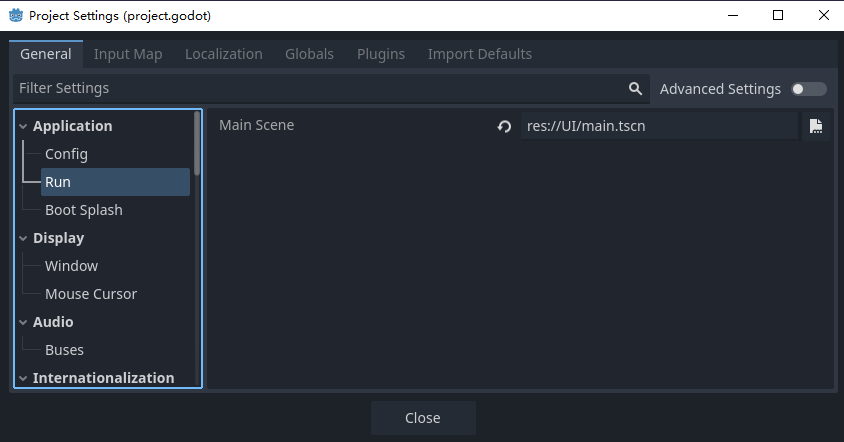 Project Settings (project.godot)
General Input Map Localization Globals Plugins Import Defaults
Filter Settings Advanced Settings
Application
Main Scene res://UI/main.tscn
Config
Run
Boot Splash
Display
Window
Mouse Cursor
Audio
Buses
Internationalization
Close